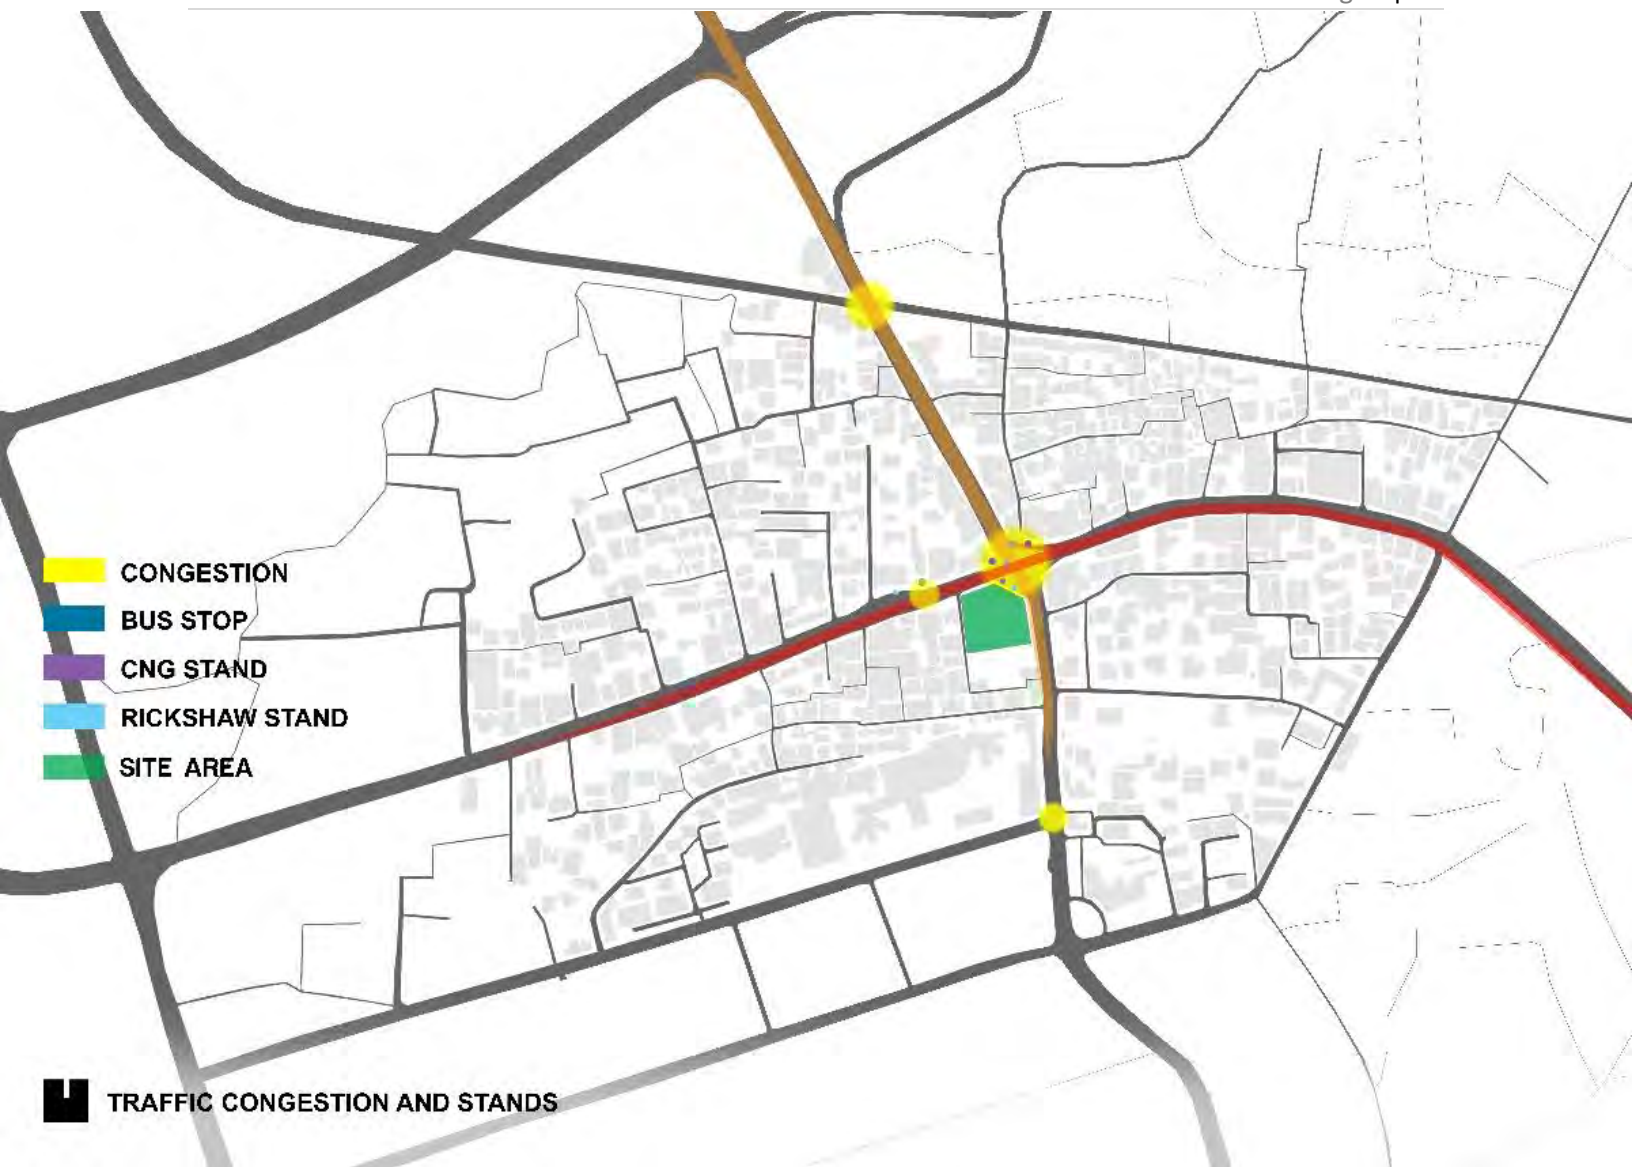 CONGESTION
BUS STOP
CNG STAND
RICKSHAW STAND
SITE AREA
TRAFFIC CONGESTION AND STANDS